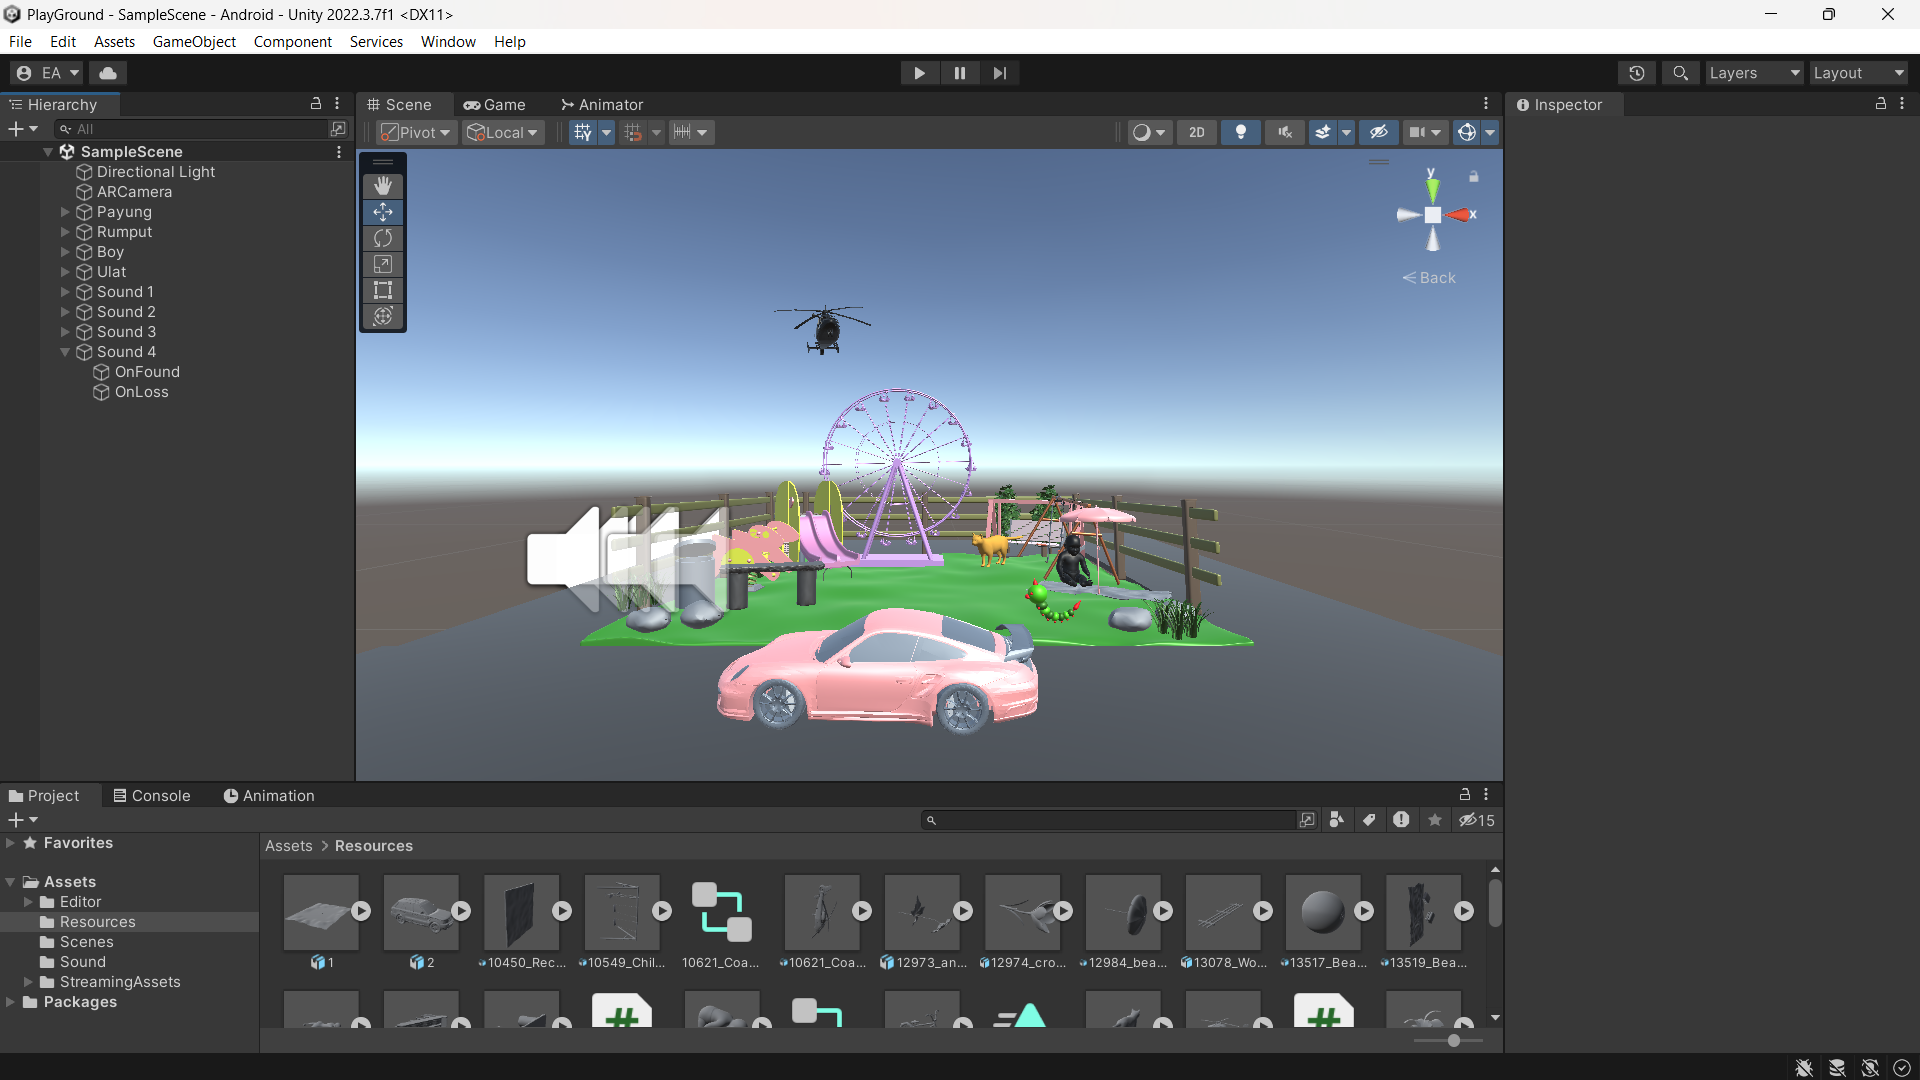 PlayGround - SampleScene - Android - Unity 2022.3.7f1 <DX11>
File Edit Assets GameObject Component Services Window Help
EA
Layers
Layout
Hierarchy
Scene
Game
Animator
Inspector
All
Pivot
Local
2D
SampleScene
Directional Light
ARCamera
Payung
Rumput
Boy
Ulat
Sound 1
Sound 2
Sound 3
Sound 4
OnFound
OnLoss
y
x
Back
Project
Console
Animation
15
Favorites
Assets
Editor
Resources
Scenes
Sound
StreamingAssets
Packages
Assets > Resources
1
2
10450_Rec...
10549_Chil...
10621_Coa...
10621_Coa...
12973_an...
12974_cro...
12984_bea...
13078_Wo...
13517_Bea...
13519_Bea...
#
#